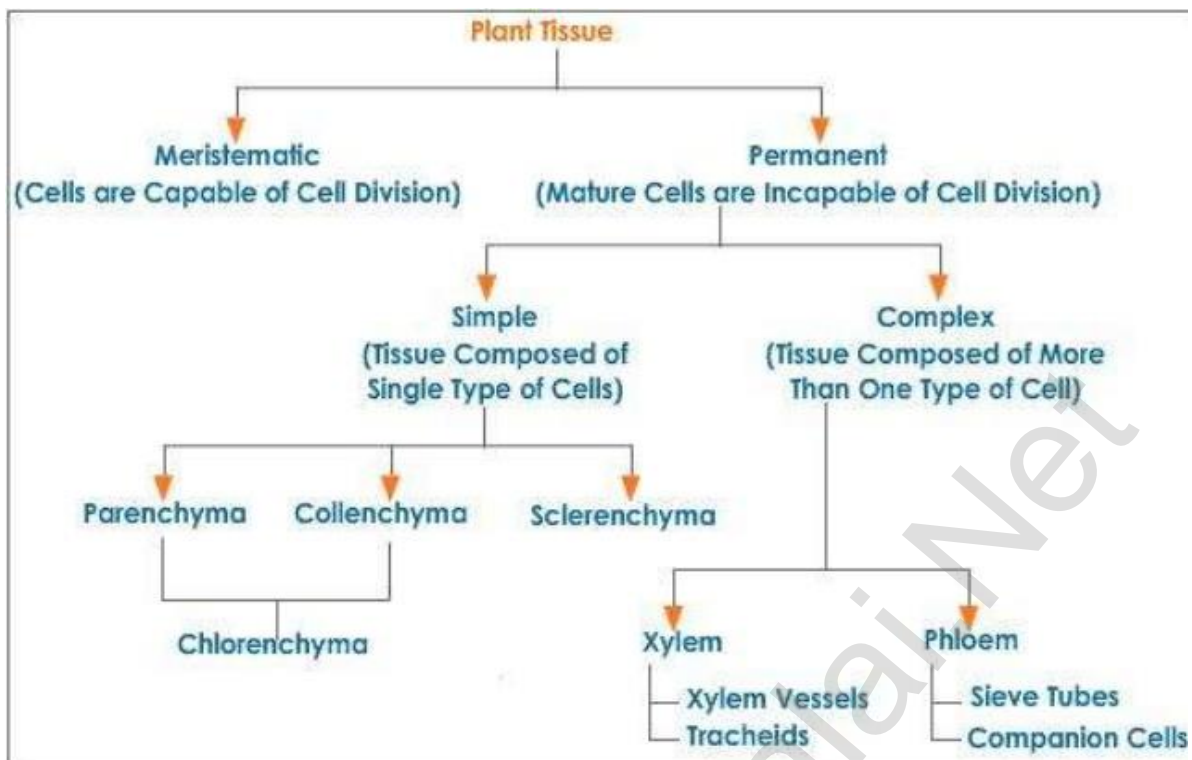 Plant Tissue
Meristematic
(Cells are Capable of Cell Division)
Permanent
(Mature Cells are Incapable of Cell Division)
Simple
(Tissue Composed of
Single Type of Cells)
Complex
(Tissue Composed of More
Than One Type of Cell)
Parenchyma
Collenchyma
Sclerenchyma
Chlorenchyma
Xylem
Xylem Vessels
Tracheids
Phloem
Sieve Tubes
Companion Cells